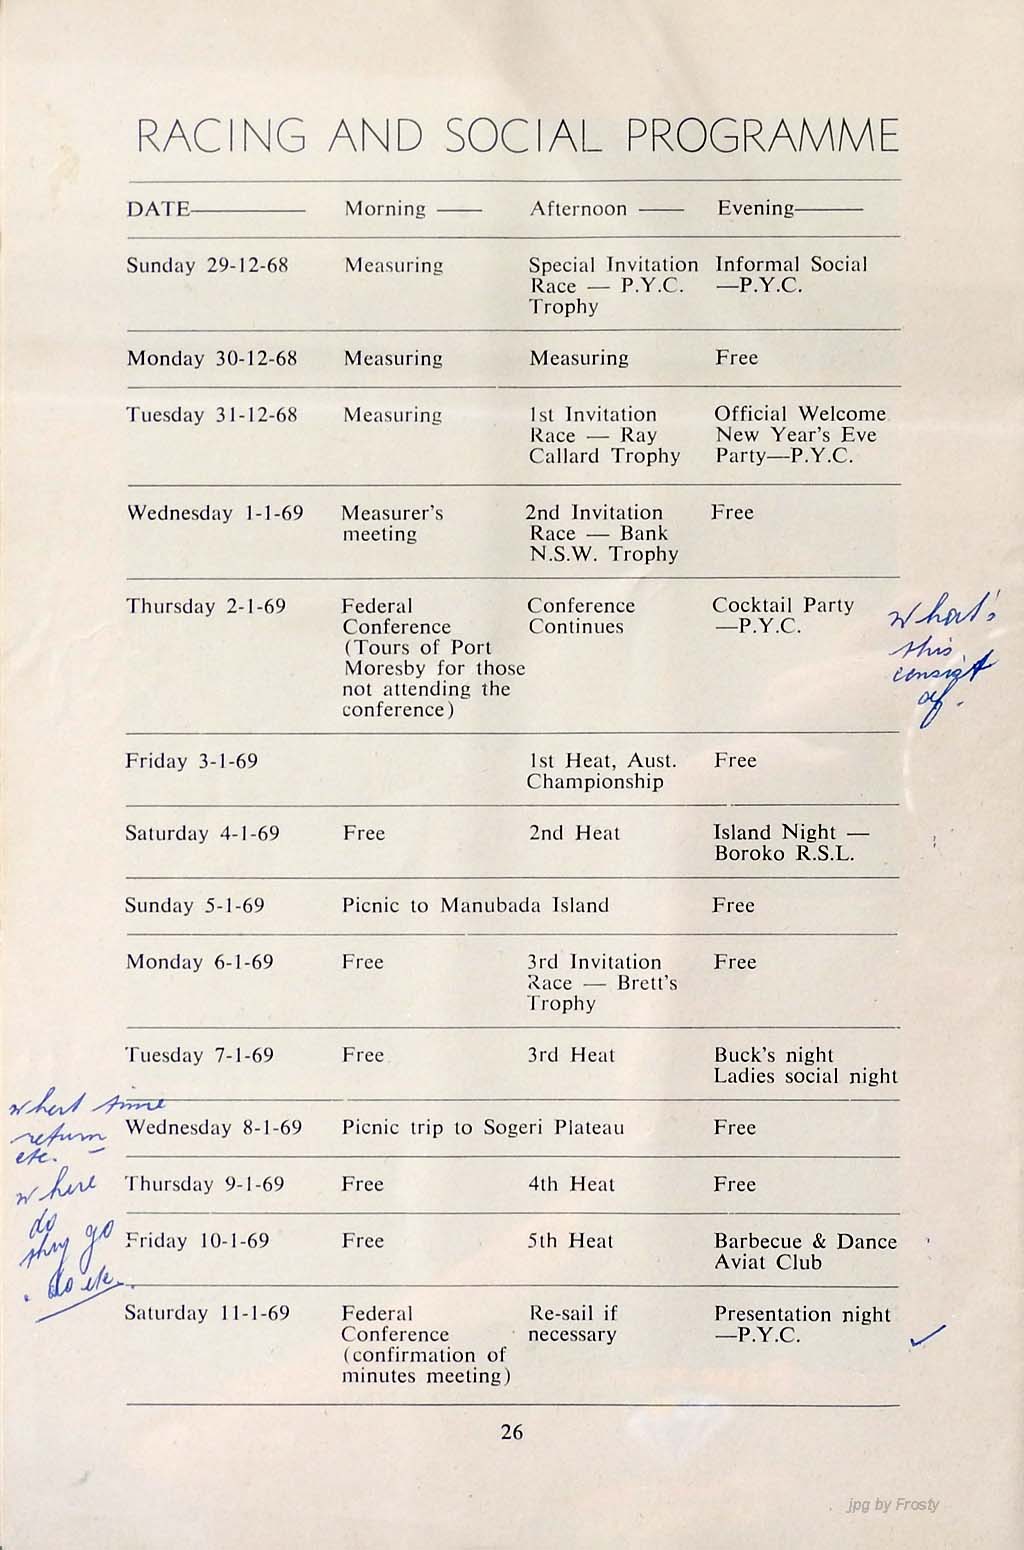 RACING AND SOCIAL PROGRAMME
DATE Morning — Afternoon — Evening
Sunday 29-12-68 Measuring Special Invitation Informal Social
Race — P.Y.C. —P.Y.C.
Trophy
Monday 30-12-68 Measuring Measuring Free
Tuesday 31-12-68 Measuring 1st Invitation Official Welcome
Race — Ray New Year's Eve
Callard Trophy Party—P.Y.C.
Wednesday 1-1-69 Measurer's 2nd Invitation Free
meeting Race — Bank
N.S.W. Trophy
Thursday 2-1-69 Federal Conference Cocktail Party
Conference Continues —P.Y.C.
(Tours of Port
Moresby for those
not attending the
conference)
what's
this
consist
of.
Friday 3-1-69 1st Heat, Aust. Free
Championship
Saturday 4-1-69 Free 2nd Heat Island Night —
Boroko R.S.L.
Sunday 5-1-69 Picnic to Manubada Island Free
Monday 6-1-69 Free 3rd Invitation Free
Race — Brett's
Trophy
Tuesday 7-1-69 Free 3rd Heat Buck's night
Ladies social night
what time
return
etc. —
Wednesday 8-1-69 Picnic trip to Sogeri Plateau Free
where
do
they go
do etc.
Thursday 9-1-69 Free 4th Heat Free
Friday 10-1-69 Free 5th Heat Barbecue & Dance
Aviat Club
Saturday 11-1-69 Federal Re-sail if Presentation night
Conference necessary —P.Y.C.
(confirmation of
minutes meeting)
26
jpg by Frosty